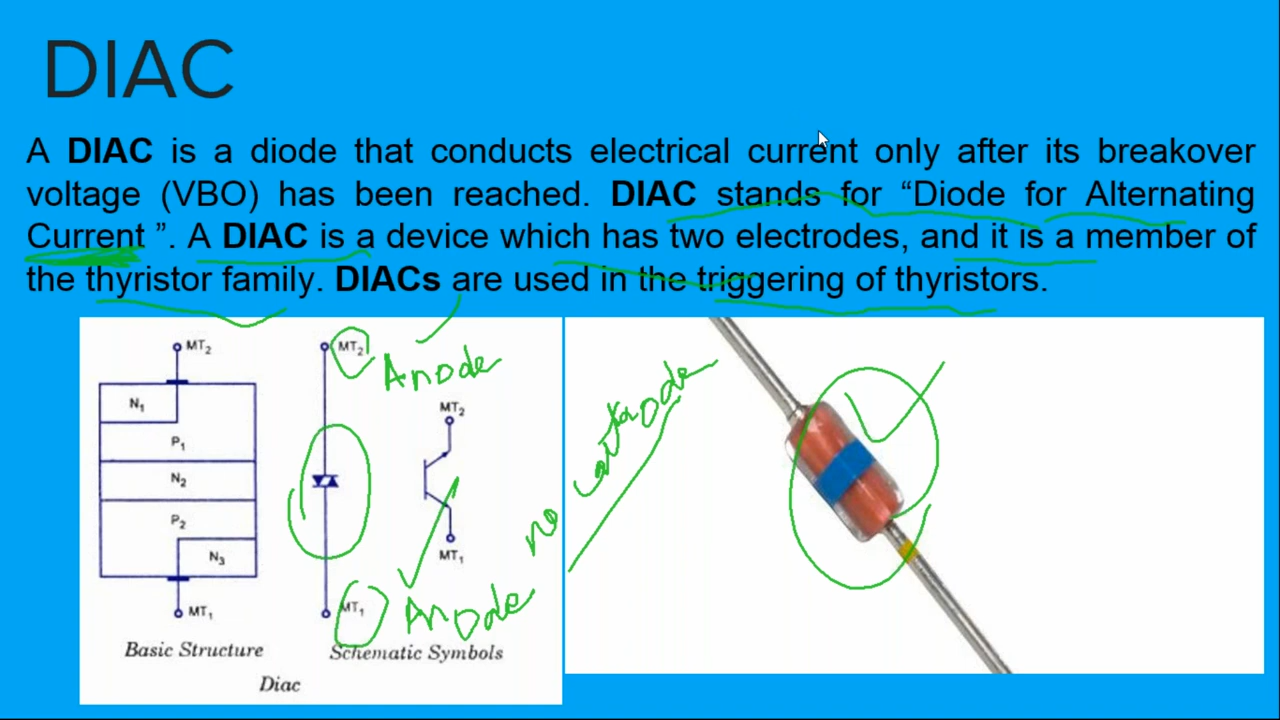 DIAC
A DIAC is a diode that conducts electrical current only after its breakover
voltage (VBO) has been reached. DIAC stands for “Diode for Alternating
Current ”. A DIAC is a device which has two electrodes, and it is a member of
the thyristor family. DIACs are used in the triggering of thyristors.
MT₂
N₁
P₁
N₂
P₂
N₃
MT₁
Basic Structure
MT₂
Anode
MT₂
MT₁
MT₁
Anode
no cathode
Schematic Symbols
Diac